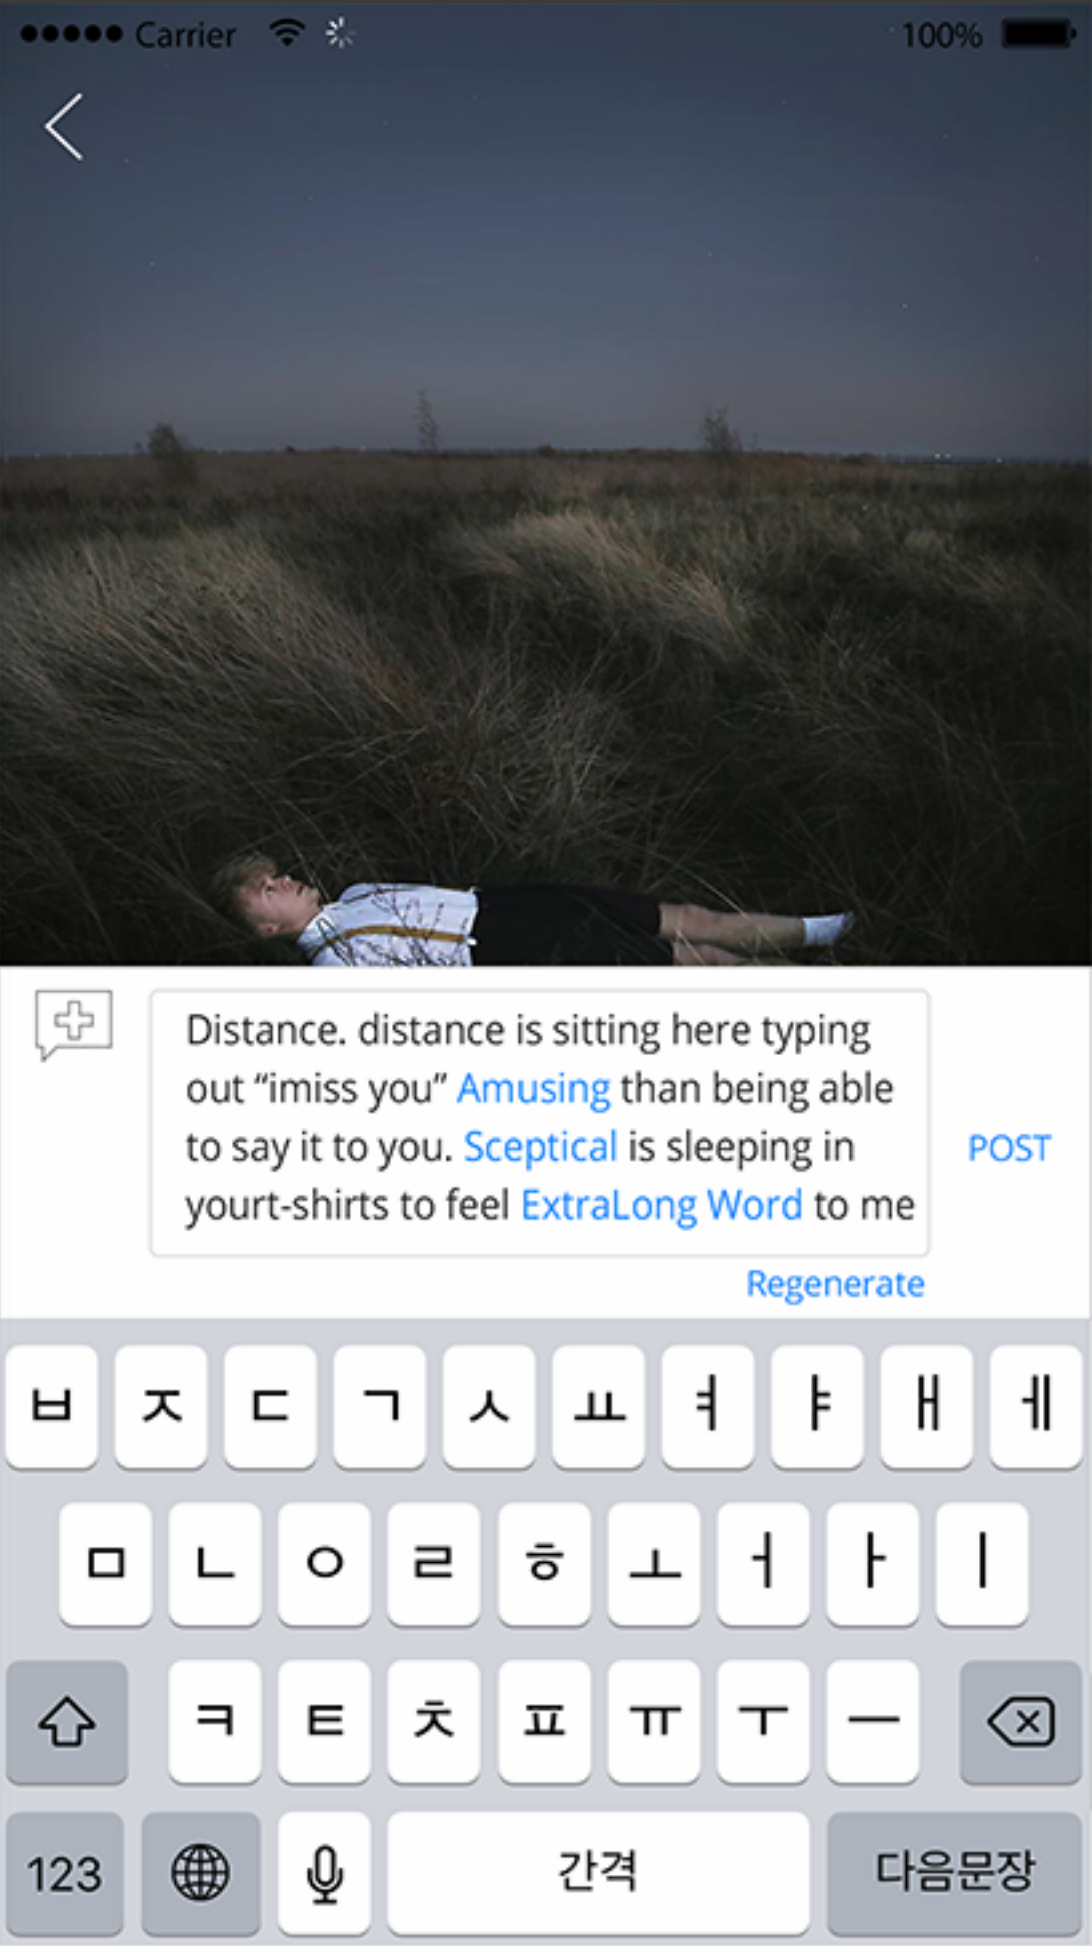 Carrier 100%
Distance. distance is sitting here typing
out “imiss you” Amusing than being able
to say it to you. Sceptical is sleeping in
yourt-shirts to feel ExtraLong Word to me
POST
Regenerate
ㅂ ㅈ ㄷ ㄱ ㅅ ㅛ ㅕ ㅑ ㅐ ㅔ
ㅁ ㄴ ㅇ ㄹ ㅎ ㅗ ㅓ ㅏ ㅣ
ㅋ ㅌ ㅊ ㅍ ㅠ ㅜ ㅡ
123 간격 다음문장